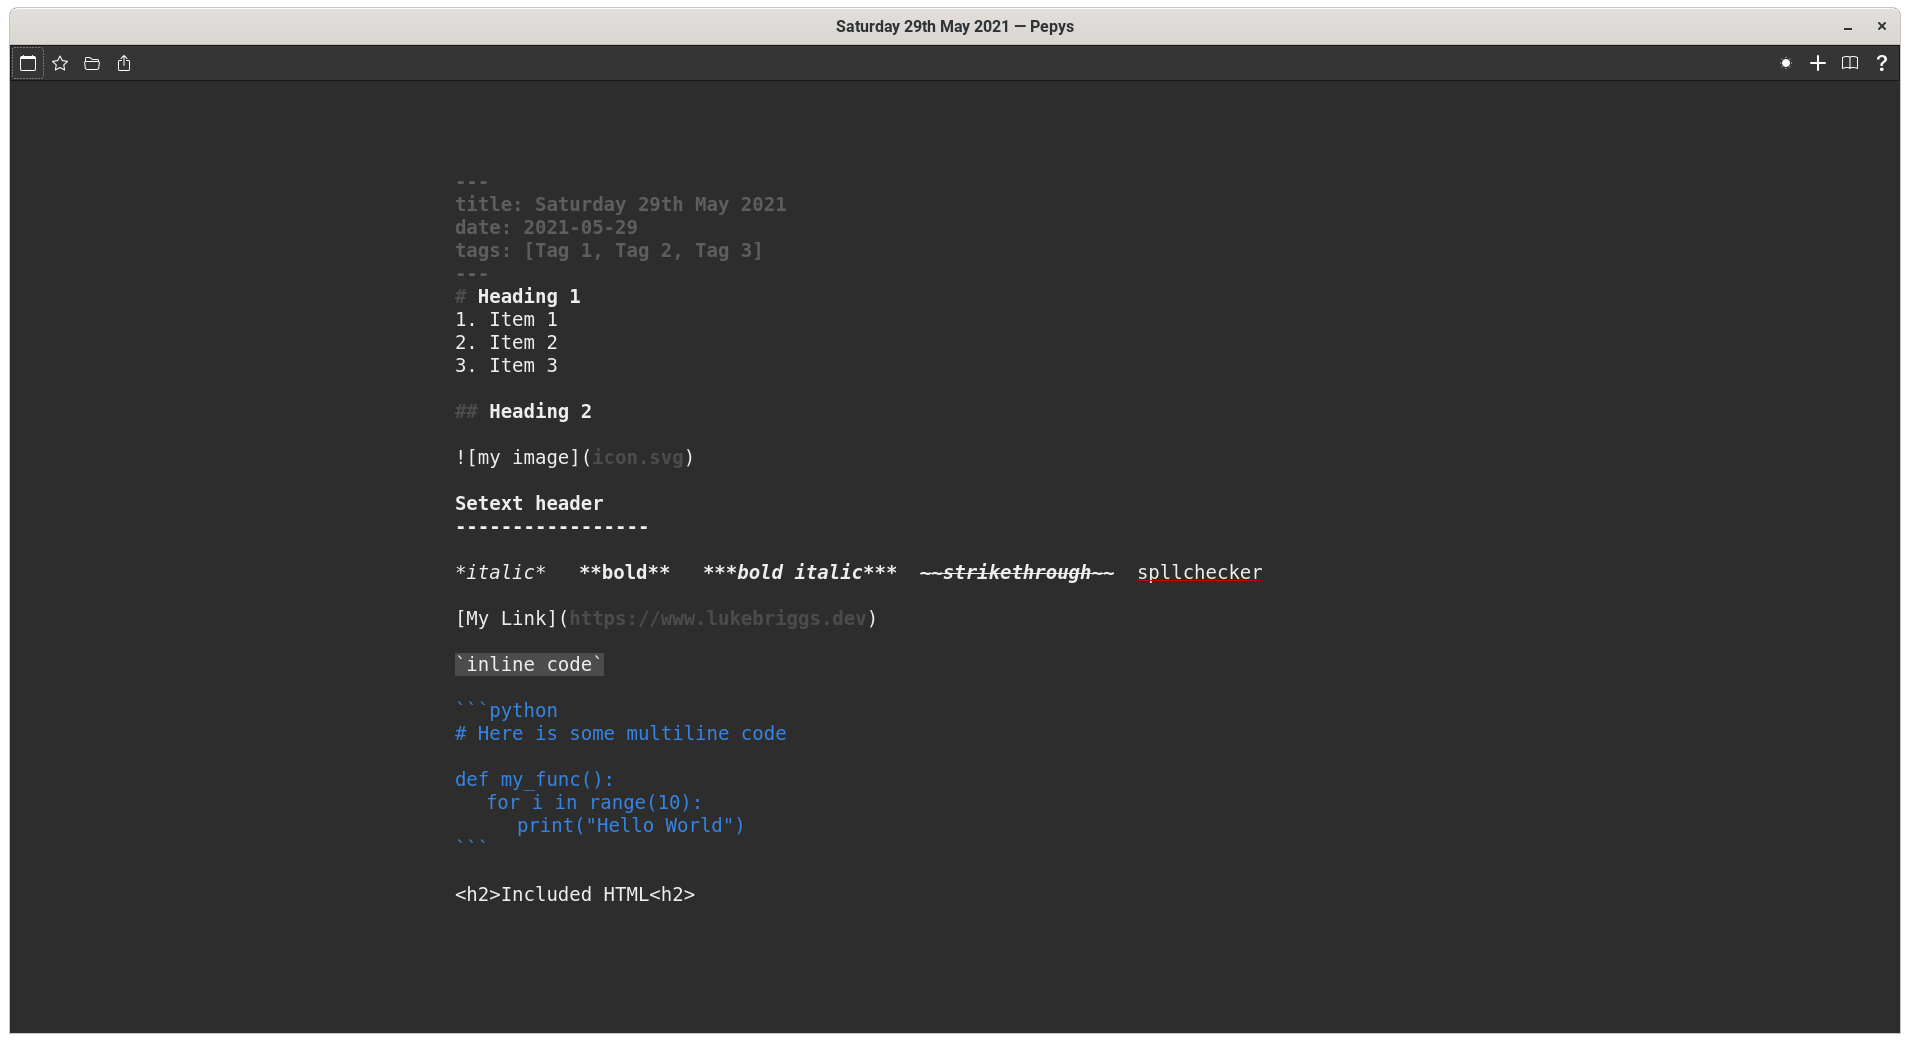 Saturday 29th May 2021 — Pepys
?
---
title: Saturday 29th May 2021
date: 2021-05-29
tags: [Tag 1, Tag 2, Tag 3]
---
# Heading 1
1. Item 1
2. Item 2
3. Item 3
## Heading 2
![my image](icon.svg)
Setext header
-----------------
*italic*   **bold**   ***bold italic***  ~~strikethrough~~  spllchecker
[My Link](https://www.lukebriggs.dev)
`inline code`
```python
# Here is some multiline code
def my_func():
   for i in range(10):
      print("Hello World")
```
<h2>Included HTML<h2>